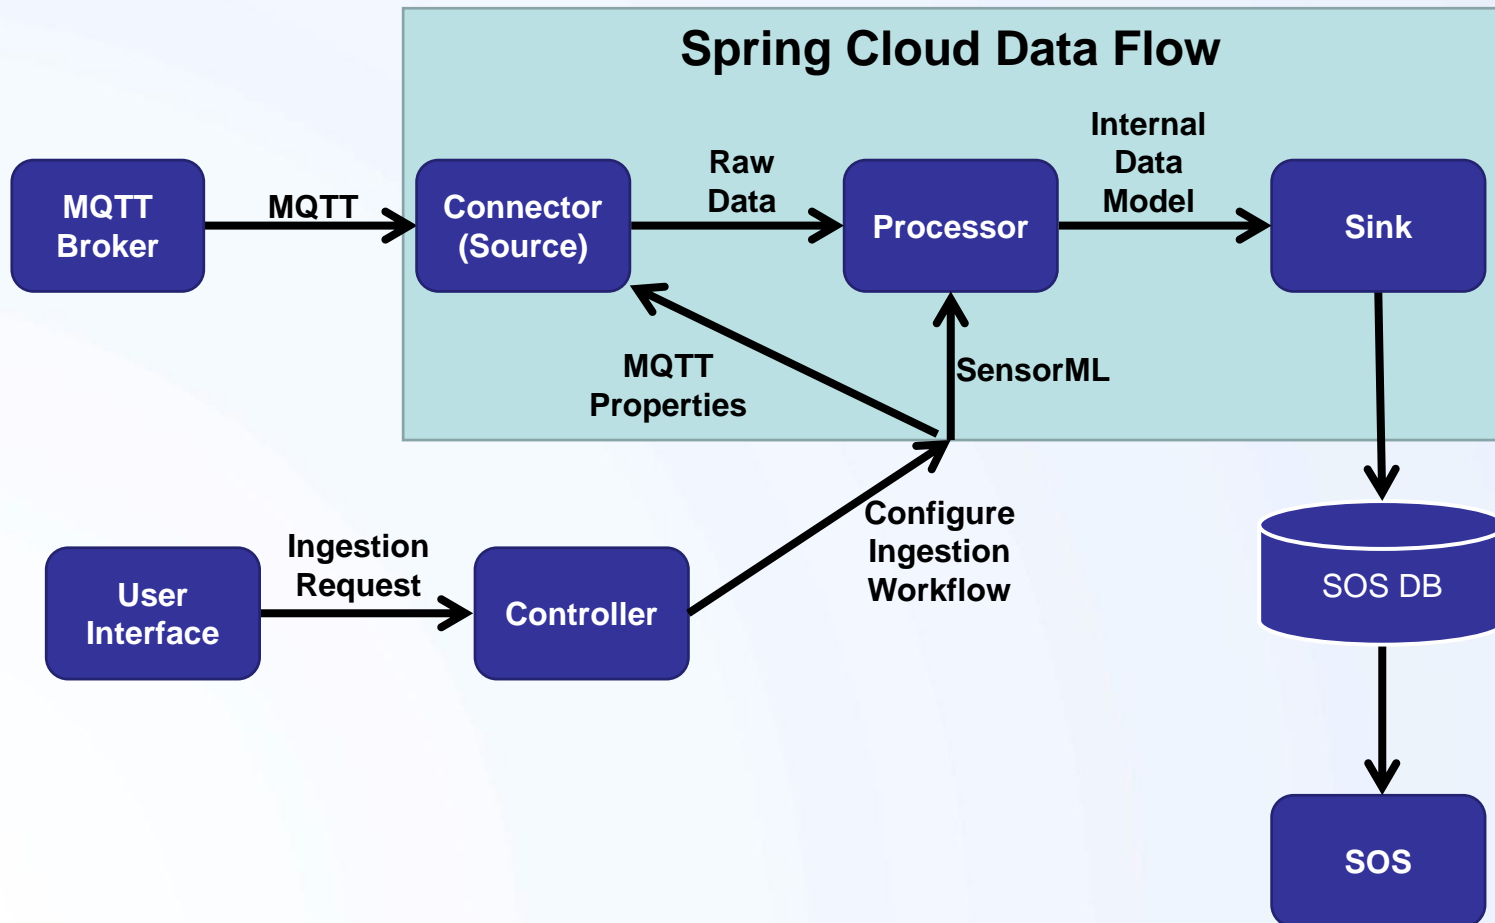 Spring Cloud Data Flow
MQTT
Broker
MQTT
Connector
(Source)
Raw
Data
Processor
Internal
Data
Model
Sink
MQTT
Properties
SensorML
User
Interface
Ingestion
Request
Controller
Configure
Ingestion
Workflow
SOS DB
SOS